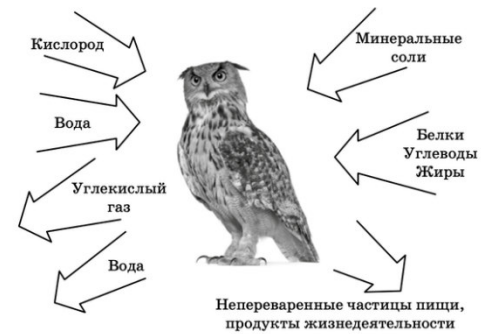 Кислород
Минеральные
соли
Вода
Белки
Углеводы
Жиры
Углекислый
газ
Вода
Непереваренные частицы пищи,
продукты жизнедеятельности